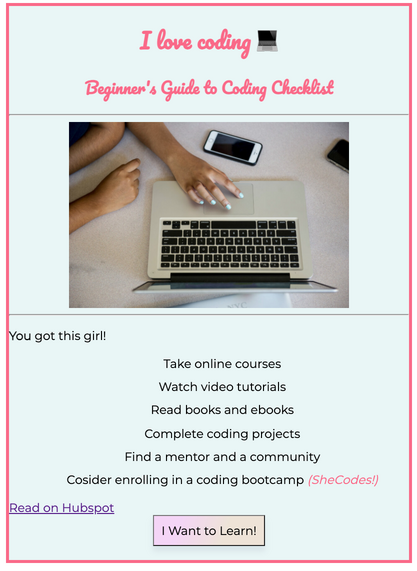 I love coding 💻
Beginner's Guide to Coding Checklist
You got this girl!
Take online courses
Watch video tutorials
Read books and ebooks
Complete coding projects
Find a mentor and a community
Cosider enrolling in a coding bootcamp (SheCodes!)
Read on Hubspot
I Want to Learn!